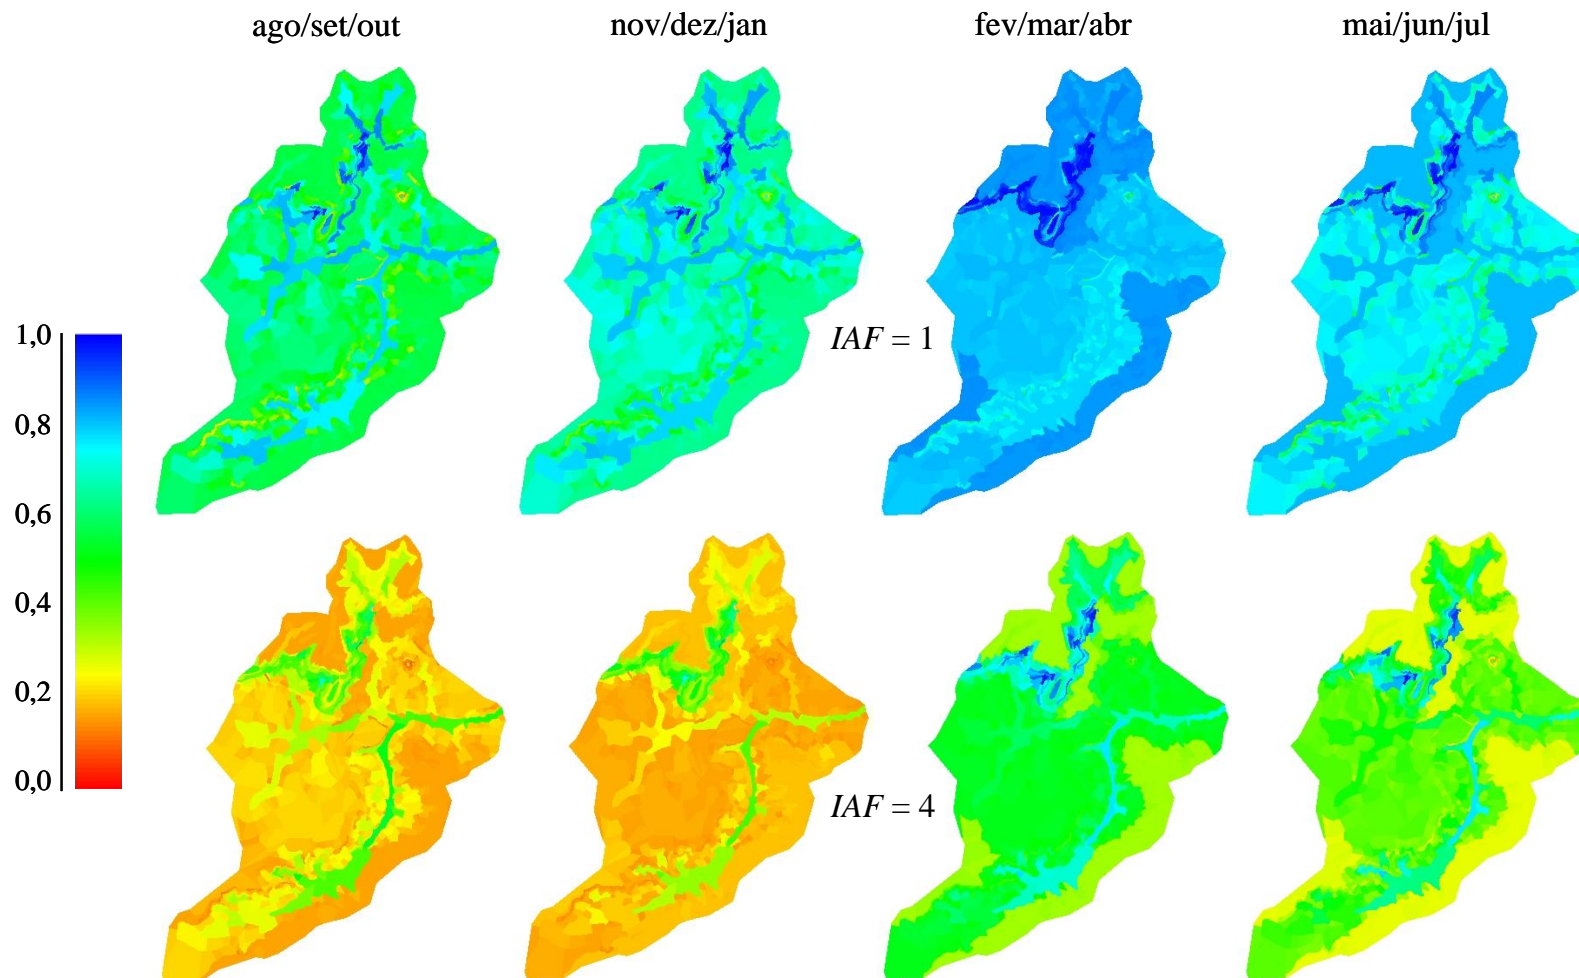 ago/set/out
nov/dez/jan
fev/mar/abr
mai/jun/jul
1,0
0,8
0,6
0,4
0,2
0,0
IAF = 1
IAF = 4